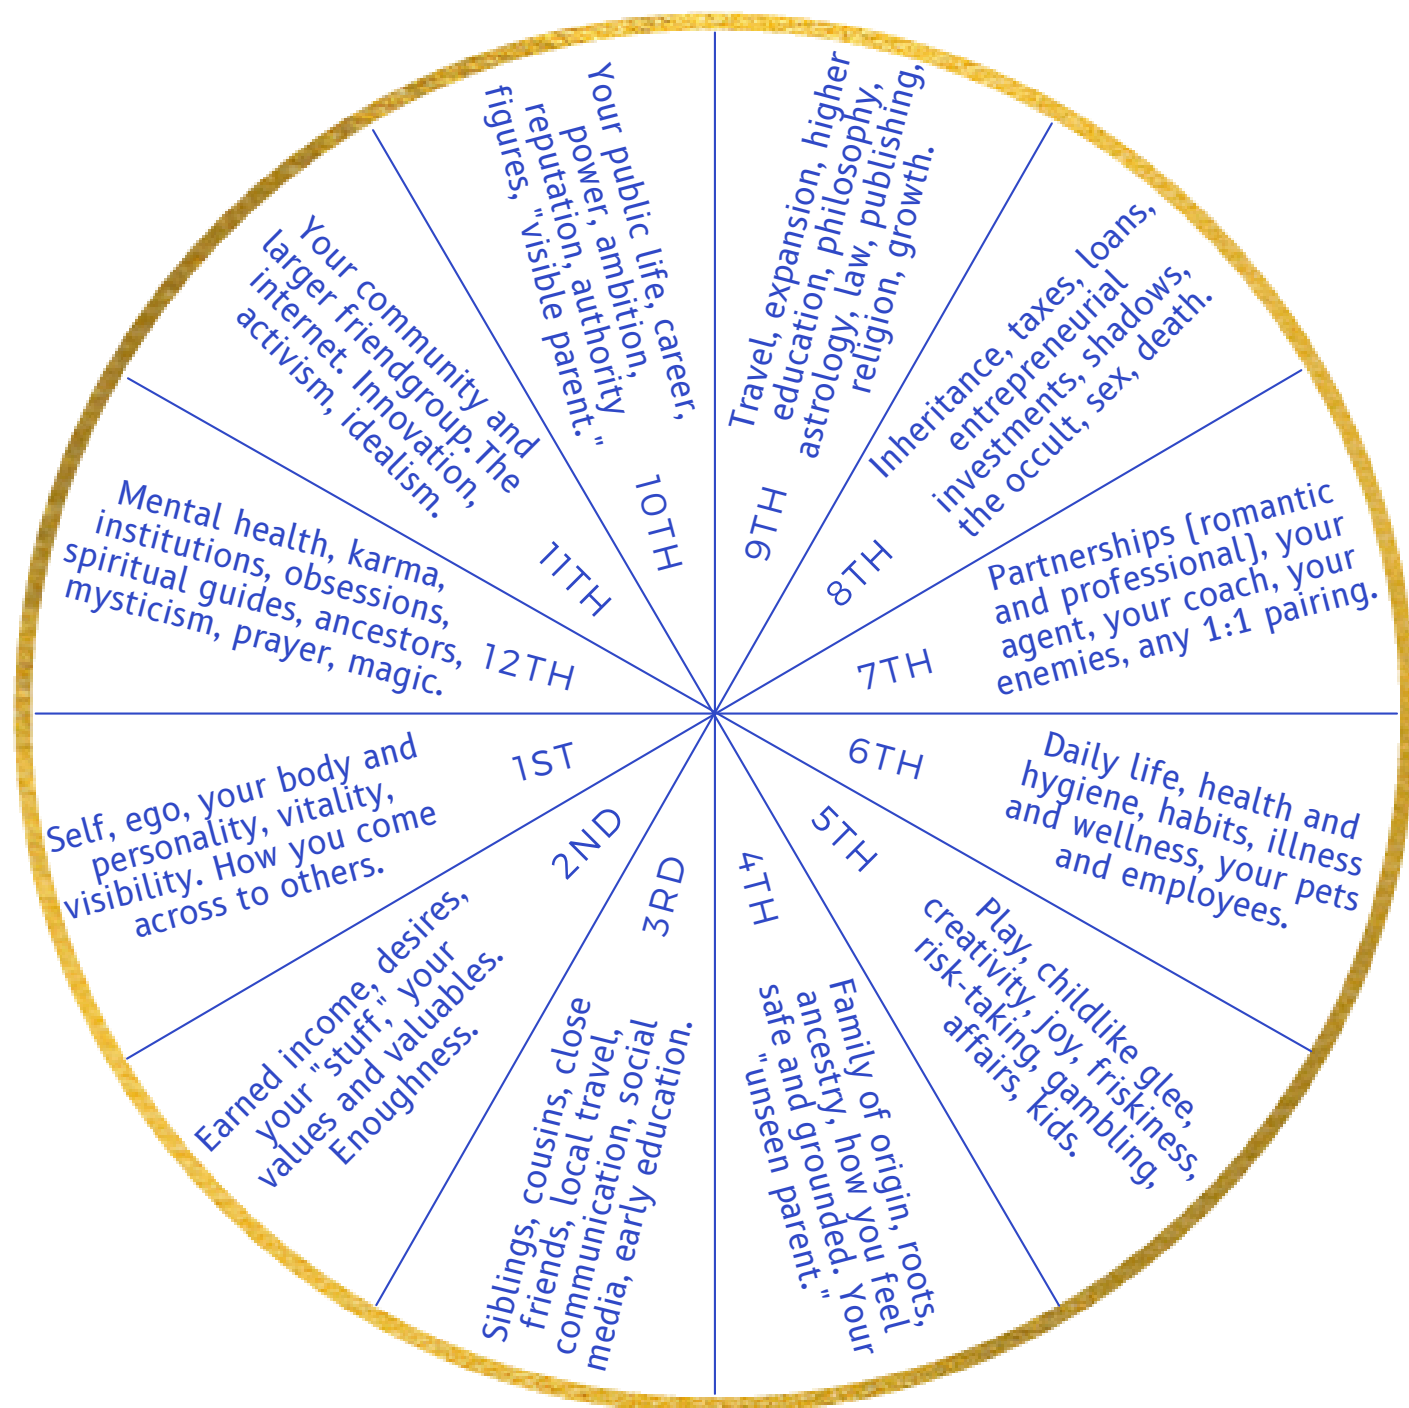 1ST
Self, ego, your body and
personality, vitality,
visibility. How you come
across to others.
2ND
Earned income, desires,
your "stuff," your
values and valuables.
Enoughness.
3RD
Siblings, cousins, close
friends, local travel,
communication, social
media, early education.
4TH
Family of origin, roots,
ancestry, how you feel
safe and grounded. Your
"unseen parent."
5TH
Play, childlike glee,
creativity, joy, friskiness,
risk-taking, gambling,
affairs, kids.
6TH
Daily life, health and
hygiene, habits, illness
and wellness, your pets
and employees.
7TH
Partnerships [romantic
and professional], your
agent, your coach, your
enemies, any 1:1 pairing.
8TH
Inheritance, taxes, loans,
entrepreneurial
investments, shadows,
the occult, sex, death.
9TH
Travel, expansion, higher
education, philosophy,
astrology, law, publishing,
religion, growth.
10TH
Your public life, career,
power, ambition,
reputation, authority
figures, "visible parent."
11TH
Your community and
larger friendgroup. The
internet. Innovation,
activism, idealism.
12TH
Mental health, karma,
institutions, obsessions,
spiritual guides, ancestors,
mysticism, prayer, magic.